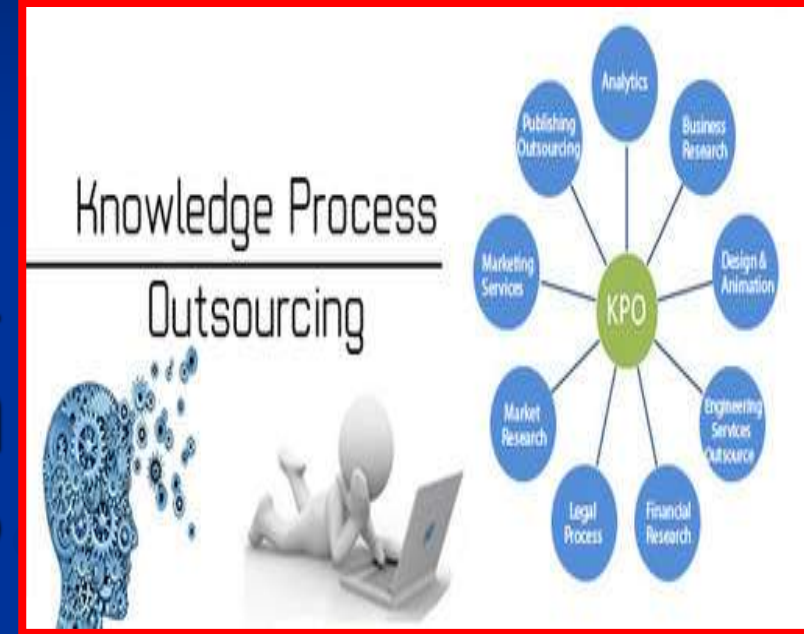 Knowledge Process
Outsourcing
Analytics
Business
Research
Design &
Animation
Engineering
Services
Outsource
Financial
Research
Legal
Process
Market
Research
Marketing
Services
Publishing
Outsourcing
KPO